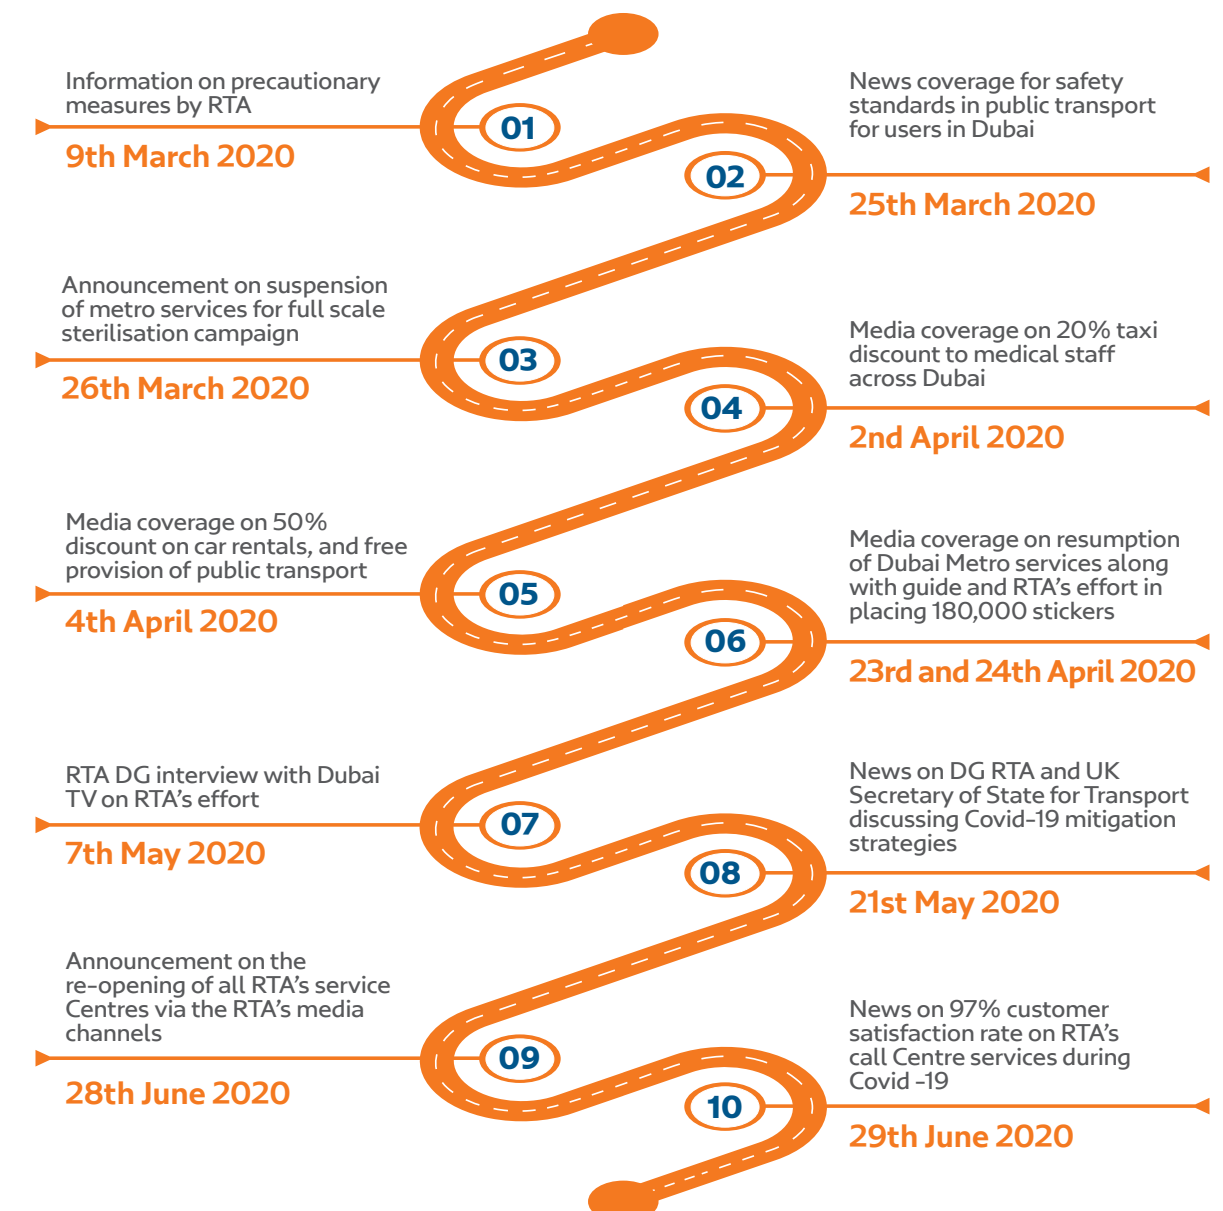 Information on precautionary
measures by RTA
01
9th March 2020
News coverage for safety
standards in public transport
for users in Dubai
02
25th March 2020
Announcement on suspension
of metro services for full scale
sterilisation campaign
03
26th March 2020
Media coverage on 20% taxi
discount to medical staff
across Dubai
04
2nd April 2020
Media coverage on 50%
discount on car rentals, and free
provision of public transport
05
4th April 2020
Media coverage on resumption
of Dubai Metro services along
with guide and RTA’s effort in
placing 180,000 stickers
06
23rd and 24th April 2020
RTA DG interview with Dubai
TV on RTA’s effort
07
7th May 2020
News on DG RTA and UK
Secretary of State for Transport
discussing Covid-19 mitigation
strategies
08
21st May 2020
Announcement on the
re-opening of all RTA’s service
Centres via the RTA’s media
channels
09
28th June 2020
News on 97% customer
satisfaction rate on RTA’s
call Centre services during
Covid -19
10
29th June 2020